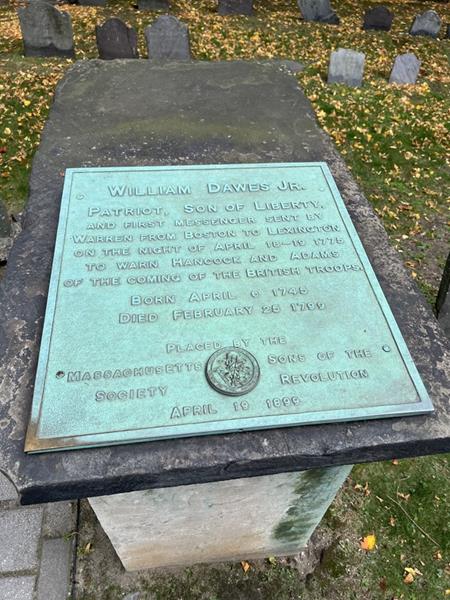 William Dawes Jr.
Patriot, Son of Liberty,
and first messenger sent by
Warren from Boston to Lexington
on the night of April 18-19 1775
to warn Hancock and Adams
of the coming of the British troops.
Born April 6 1745
Died February 25 1799
Placed by the
Massachusetts Sons of the
Society Revolution
April 19 1899